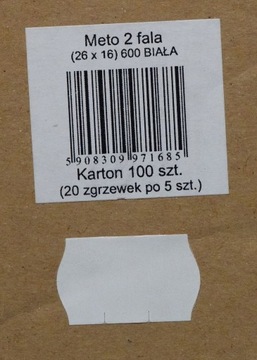 Meto 2 fala
(26 x 16) 600 BIAŁA
5 908309 971685
Karton 100 szt.
(20 zgrzewek po 5 szt.)